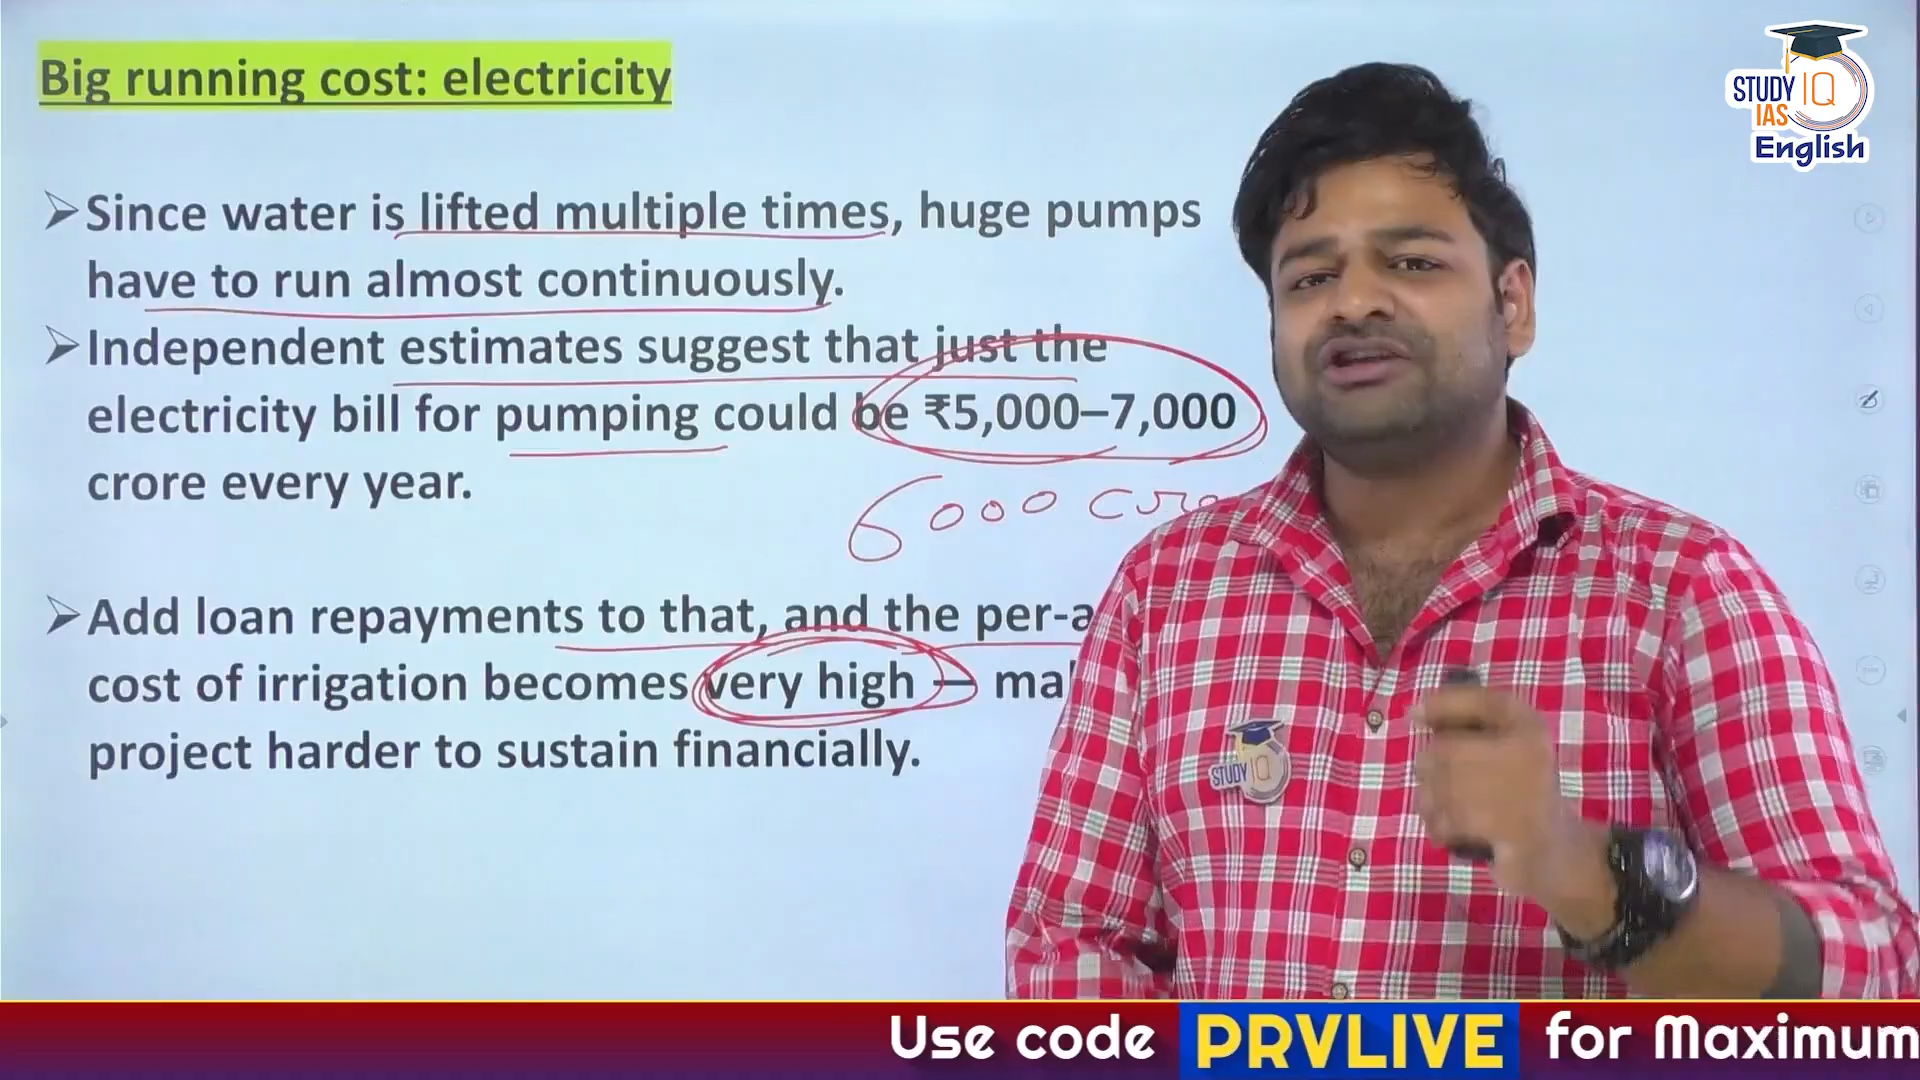 Big running cost: electricity
STUDY IQ
IAS
English
➢Since water is lifted multiple times, huge pumps
have to run almost continuously.
➢Independent estimates suggest that just the
electricity bill for pumping could be ₹5,000–7,000
crore every year.
6000
➢Add loan repayments to that, and the
cost of irrigation becomes very high —
project harder to sustain financially.
STUDY IQ
Use code PRVLIVE for Maximum